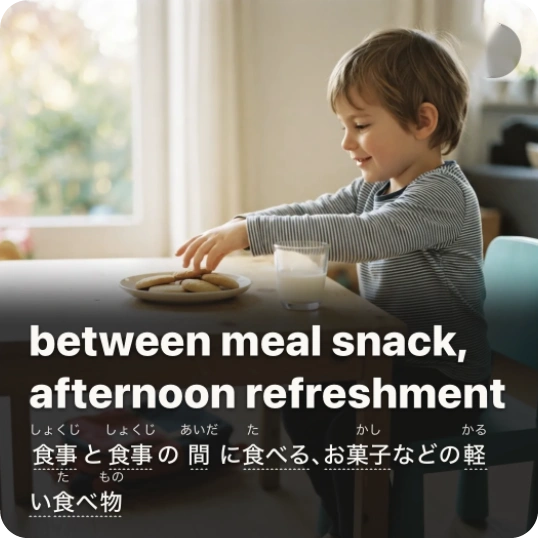 between meal snack,
afternoon refreshment
しょくじ しょくじ あいだ た かし かる
食事と食事の間に食べる、お菓子などの軽
た もの
い食べ物